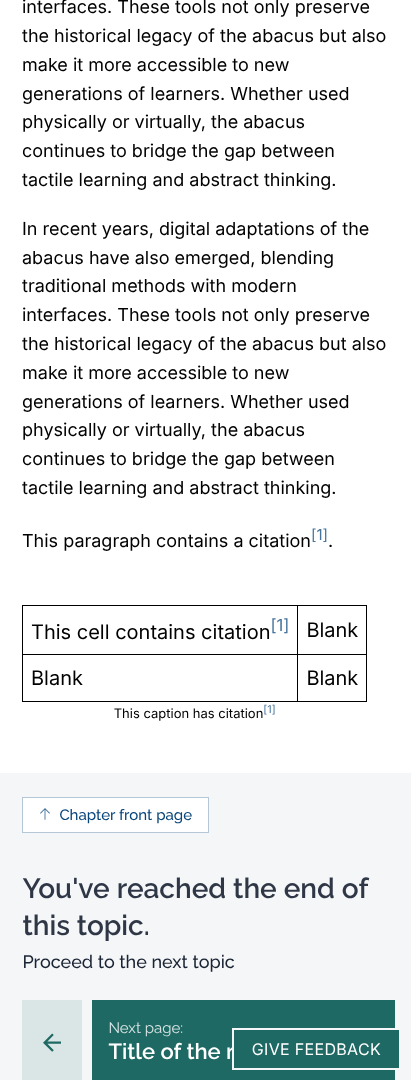 interfaces. These tools not only preserve
the historical legacy of the abacus but also
make it more accessible to new
generations of learners. Whether used
physically or virtually, the abacus
continues to bridge the gap between
tactile learning and abstract thinking.
In recent years, digital adaptations of the
abacus have also emerged, blending
traditional methods with modern
interfaces. These tools not only preserve
the historical legacy of the abacus but also
make it more accessible to new
generations of learners. Whether used
physically or virtually, the abacus
continues to bridge the gap between
tactile learning and abstract thinking.
This paragraph contains a citation[1].
This cell contains citation[1] Blank
Blank Blank
This caption has citation[1]
↑ Chapter front page
You've reached the end of
this topic.
Proceed to the next topic
Next page:
Title of the
GIVE FEEDBACK